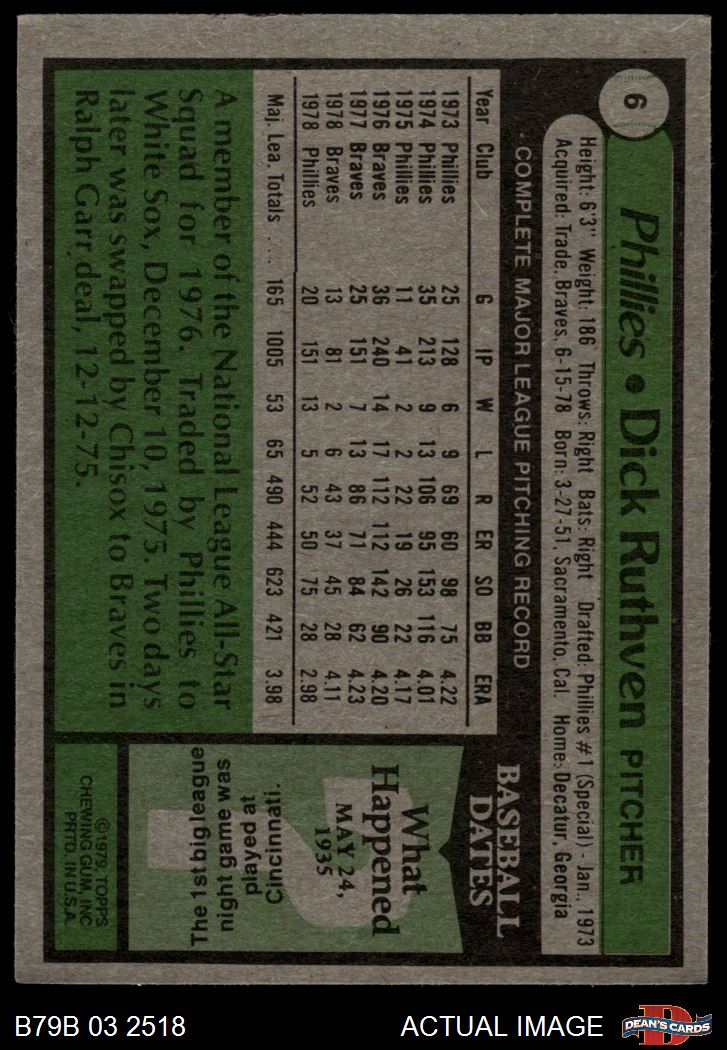 6
Phillies • Dick Ruthven PITCHER
Height: 6'3" Weight: 186 Throws: Right Bats: Right Drafted: Phillies #1 (Special) - Jan., 1973
Acquired: Trade, Braves, 6-15-78 Born: 3-27-51, Sacramento, Cal. Home: Decatur, Georgia
COMPLETE MAJOR LEAGUE PITCHING RECORD
Year Club G IP W L R ER SO BB ERA
1973 Phillies 25 128 6 9 69 60 98 75 4.22
1974 Phillies 35 213 9 13 106 95 153 116 4.01
1975 Phillies 11 41 2 2 22 19 26 22 4.17
1976 Braves 36 240 14 17 112 112 142 90 4.20
1977 Braves 25 151 7 13 86 71 84 62 4.23
1978 Braves 13 81 2 6 43 37 45 28 4.11
1978 Phillies 20 151 13 5 52 50 75 28 2.98
Maj. Lea. Totals .... 165 1005 53 65 490 444 623 421 3.98
A member of the National League All-Star
Squad for 1976. Traded by Phillies to
White Sox, December 10, 1975. Two days
later was swapped by Chisox to Braves in
Ralph Garr deal, 12-12-75.
BASEBALL
DATES
What
Happened
MAY 24,
1935
The 1st big league
night game was
played at
Cincinnati.
©1979 TOPPS
CHEWING GUM, INC.
PRTD. IN U.S.A.
B79B 03 2518
ACTUAL IMAGE
D
DEAN'S CARDS